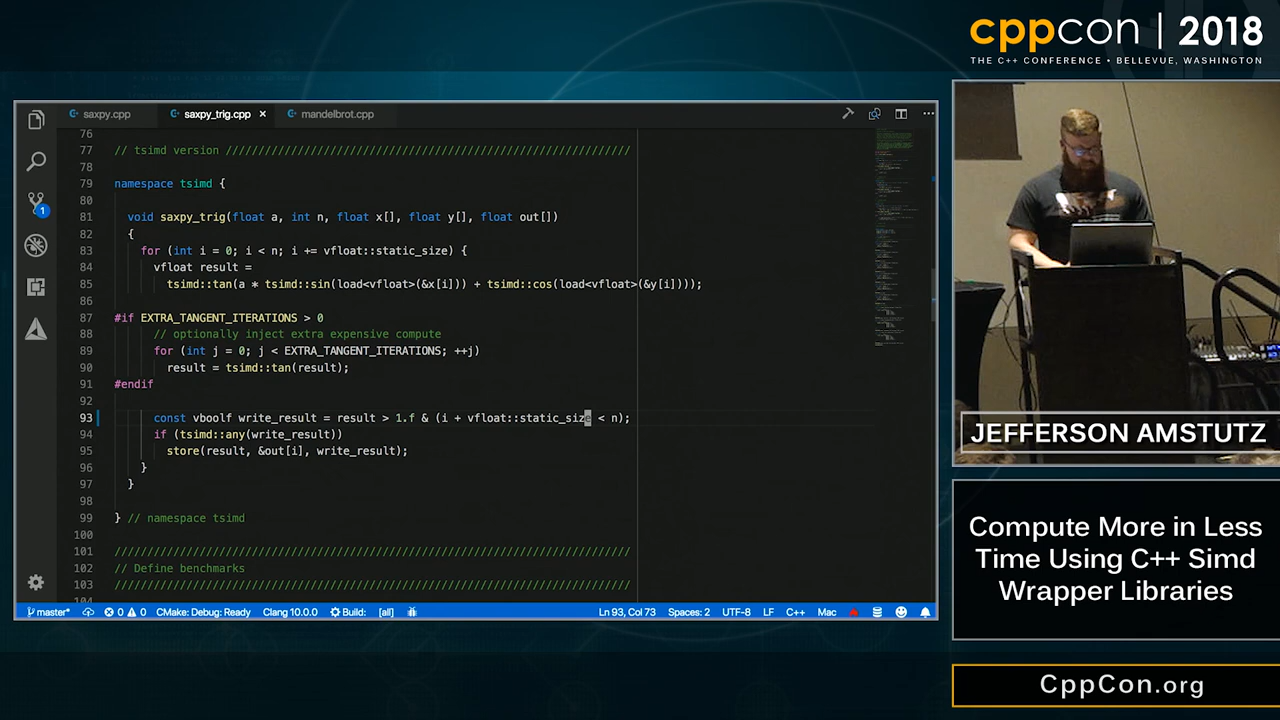 cppcon | 2018
THE C++ CONFERENCE • BELLEVUE, WASHINGTON
saxpy.cpp saxpy_trig.cpp × mandelbrot.cpp
76
77 // tsimd version //////////////////////////////////////////////////////////////
78
79 namespace tsimd {
80
81 void saxpy_trig(float a, int n, float x[], float y[], float out[])
82 {
83 for (int i = 0; i < n; i += vfloat::static_size) {
84 vfloat result =
85 tsimd::tan(a * tsimd::sin(load<vfloat>(&x[i])) + tsimd::cos(load<vfloat>(&y[i])));
86
87 #if EXTRA_TANGENT_ITERATIONS > 0
88 // optionally inject extra expensive compute
89 for (int j = 0; j < EXTRA_TANGENT_ITERATIONS; ++j)
90 result = tsimd::tan(result);
91 #endif
92
93 const vboolf write_result = result > 1.f & (i + vfloat::static_size < n);
94 if (tsimd::any(write_result))
95 store(result, &out[i], write_result);
96 }
97 }
98
99 } // namespace tsimd
100
101 ///////////////////////////////////////////////////////////////////////////////
102 // Define benchmarks
103 ///////////////////////////////////////////////////////////////////////////////
104
1
master* 0 0 CMake: Debug: Ready Clang 10.0.0 Build: [all] Ln 93, Col 73 Spaces: 2 UTF-8 LF C++ Mac
JEFFERSON AMSTUTZ
Compute More in Less
Time Using C++ Simd
Wrapper Libraries
CppCon.org